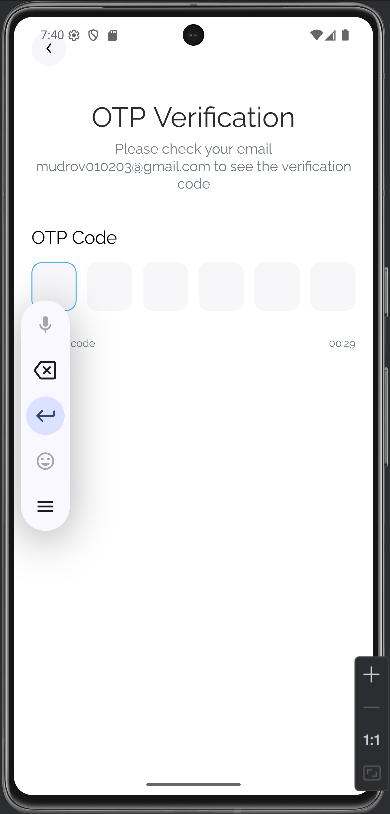 7:40
OTP Verification
Please check your email
mudrov010203@gmail.com to see the verification
code
OTP Code
code
00:29
1:1